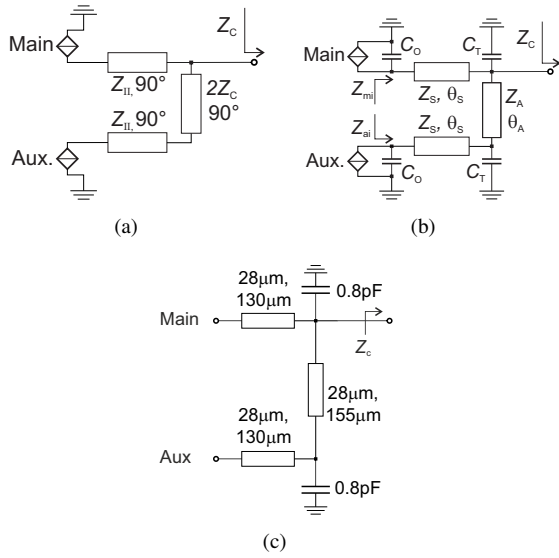 Z_C
Main
Z_II, 90°
2Z_C
90°
Z_II, 90°
Aux.
(a)
Main
C_O
C_T
Z_C
Z_mi
Z_S, θ_S
Z_A
θ_A
Z_ai
Z_S, θ_S
Aux.
C_O
C_T
(b)
28μm,
130μm
0.8pF
Main
Z_c
28μm,
155μm
28μm,
130μm
Aux
0.8pF
(c)